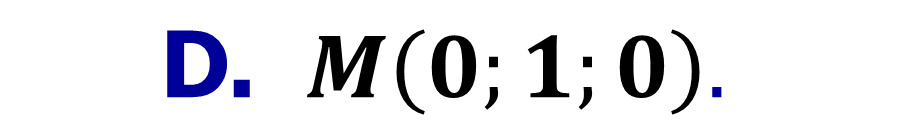 D. M(0; 1; 0).